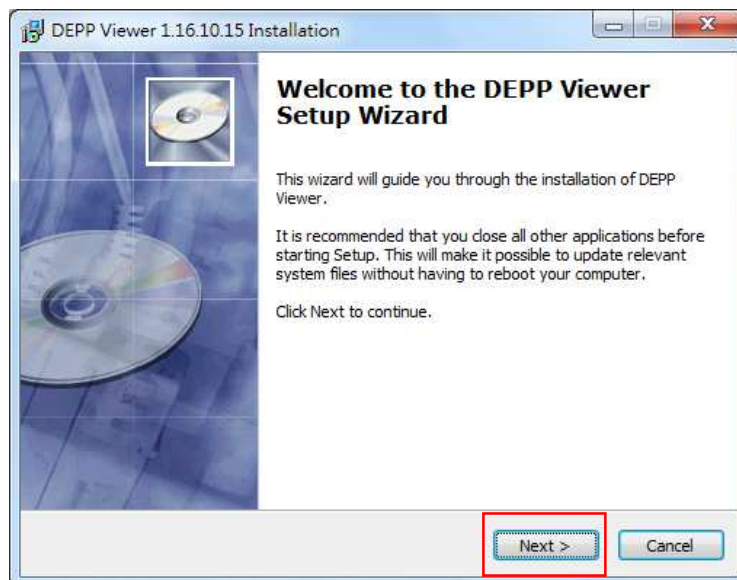 DEPP Viewer 1.16.10.15 Installation
Welcome to the DEPP Viewer
Setup Wizard
This wizard will guide you through the installation of DEPP
Viewer.
It is recommended that you close all other applications before
starting Setup. This will make it possible to update relevant
system files without having to reboot your computer.
Click Next to continue.
Next >
Cancel